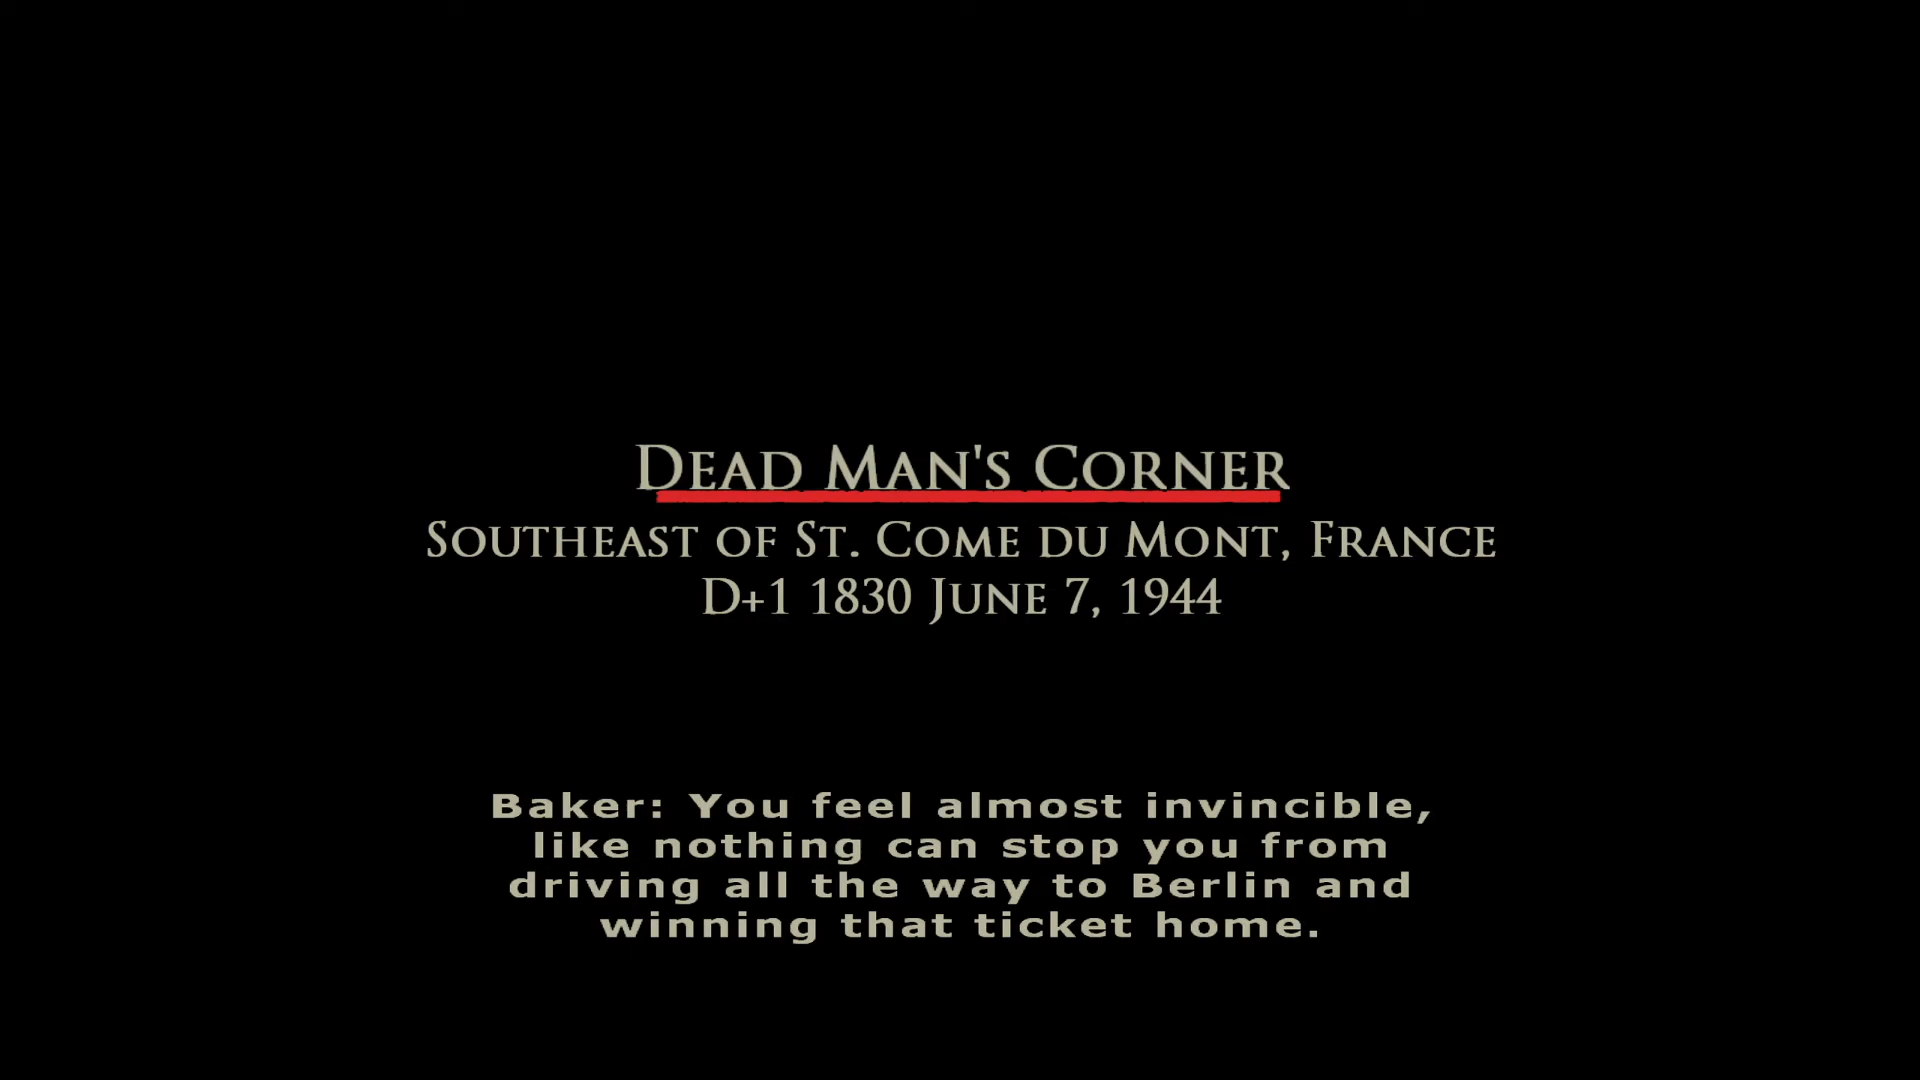 Dead Man's Corner
Southeast of St. Come du Mont, France
D+1 1830 June 7, 1944
Baker: You feel almost invincible,
like nothing can stop you from
driving all the way to Berlin and
winning that ticket home.